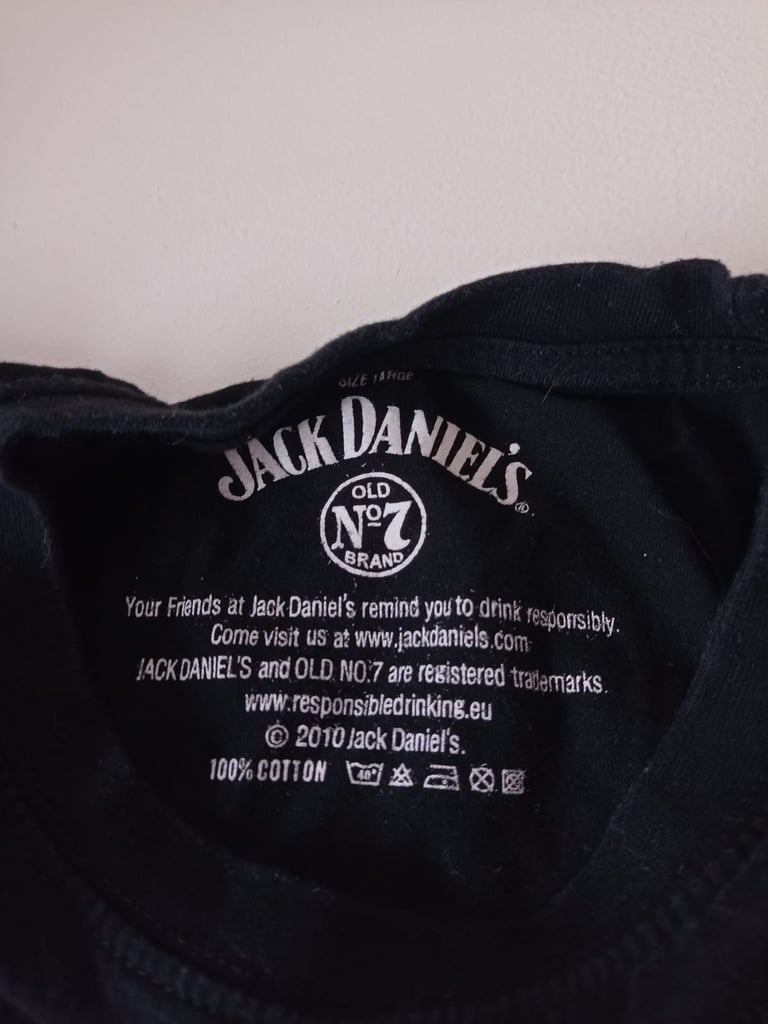 SIZE LARGE
JACK DANIEL'S ®
OLD
Nº7
BRAND
Your Friends at Jack Daniel's remind you to drink responsibly.
Come visit us at www.jackdaniels.com
JACK DANIEL'S and OLD NO.7 are registered trademarks.
www.responsibledrinking.eu
© 2010 Jack Daniel's.
100% COTTON 40°